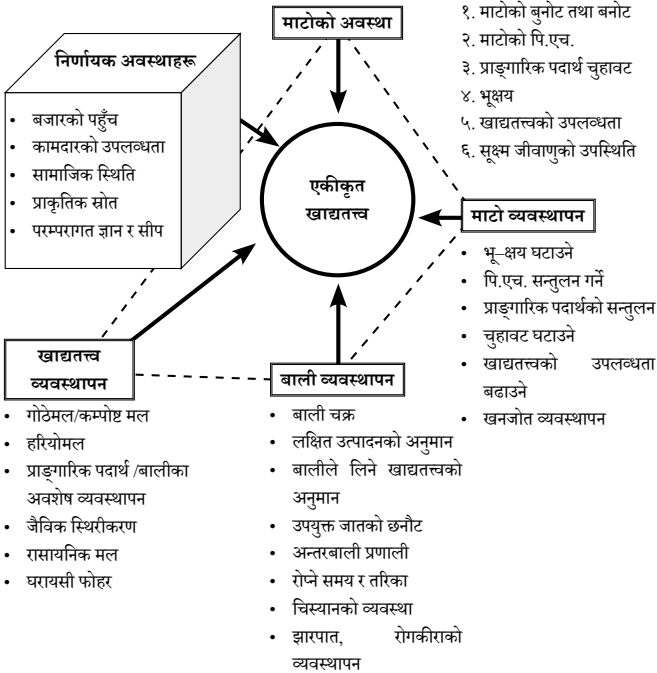 माटोको अवस्था
१. माटोको बुनोट तथा बनोट
२. माटोको पि.एच.
३. प्राङ्गारिक पदार्थ चुहावट
४. भूक्षय
५. खाद्यतत्त्वको उपलव्धता
६. सूक्ष्म जीवाणुको उपस्थिति
निर्णायक अवस्थाहरू
• बजारको पहुँच
• कामदारको उपलव्धता
• सामाजिक स्थिति
• प्राकृतिक स्रोत
• परम्परागत ज्ञान र सीप
एकीकृत
खाद्यतत्त्व
माटो व्यवस्थापन
• भू–क्षय घटाउने
• पि.एच. सन्तुलन गर्ने
• प्राङ्गारिक पदार्थको सन्तुलन
• चुहावट घटाउने
• खाद्यतत्त्वको उपलव्धता
बढाउने
• खनजोत व्यवस्थापन
खाद्यतत्त्व
व्यवस्थापन
• गोठेमल/कम्पोष्ट मल
• हरियोमल
• प्राङ्गारिक पदार्थ /बालीका
अवशेष व्यवस्थापन
• जैविक स्थिरीकरण
• रासायनिक मल
• घरायसी फोहर
बाली व्यवस्थापन
• बाली चक्र
• लक्षित उत्पादनको अनुमान
• बालीले लिने खाद्यतत्त्वको
अनुमान
• उपयुक्त जातको छनौट
• अन्तरबाली प्रणाली
• रोप्ने समय र तरिका
• चिस्यानको व्यवस्था
• झारपात, रोगकीराको
व्यवस्थापन